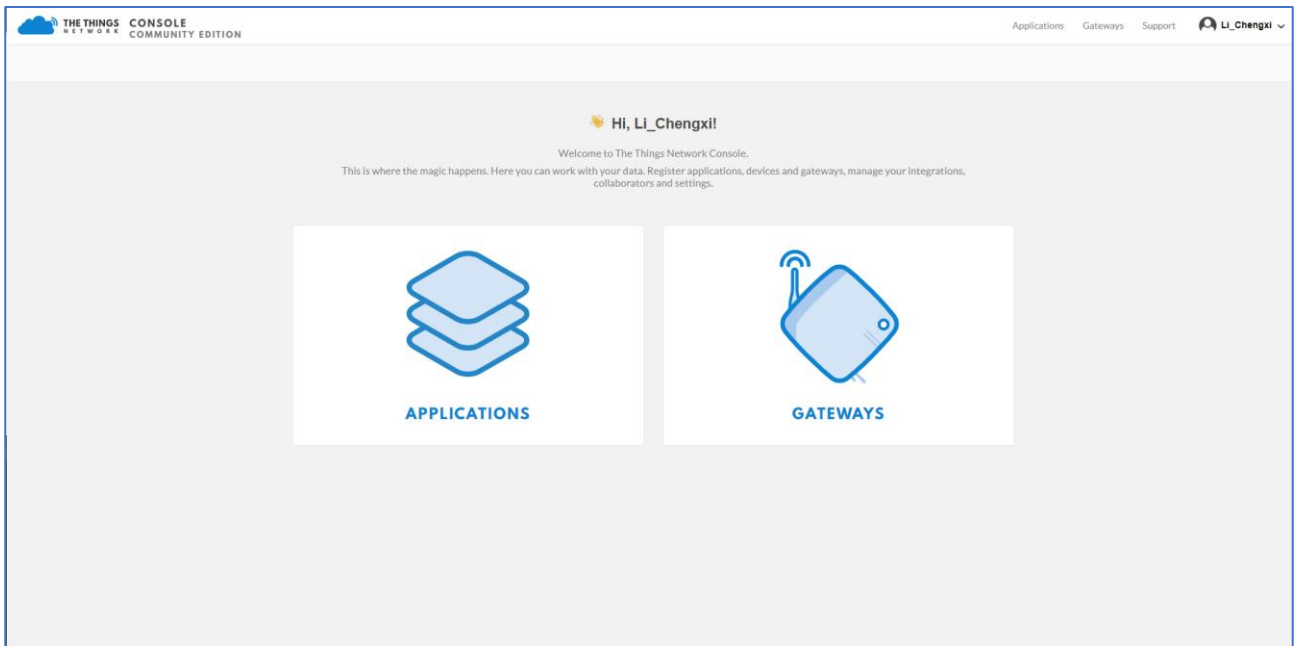 THE THINGS
NETWORK
CONSOLE
COMMUNITY EDITION
Applications Gateways Support Li_Chengxi
Hi, Li_Chengxi!
Welcome to The Things Network Console.
This is where the magic happens. Here you can work with your data. Register applications, devices and gateways, manage your integrations,
collaborators and settings.
APPLICATIONS
GATEWAYS